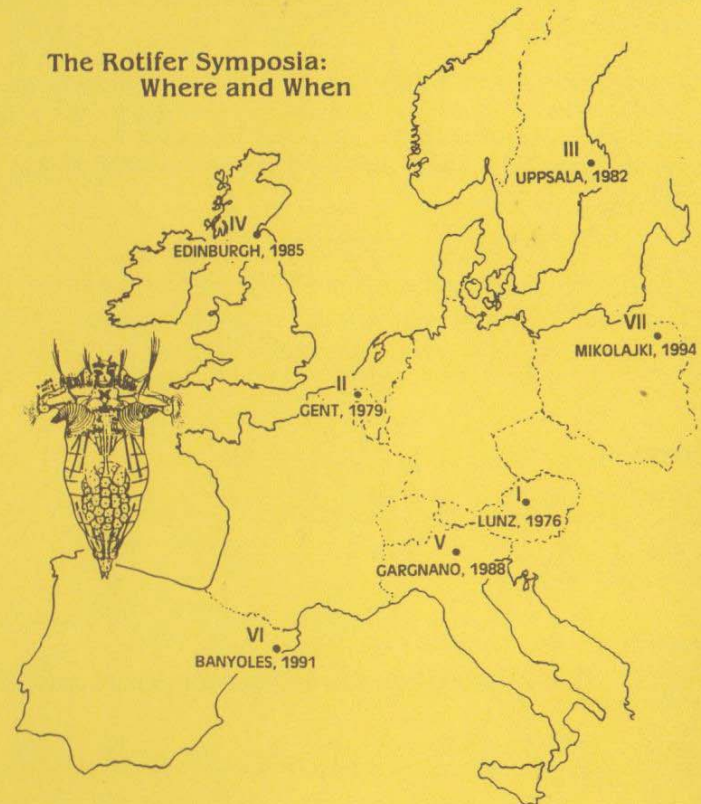 The Rotifer Symposia:
Where and When
III
UPPSALA, 1982
IV
EDINBURGH, 1985
VII
MIKOLAJKI, 1994
II
GENT, 1979
I
LUNZ, 1976
V
GARGNANO, 1988
VI
BANYOLES, 1991